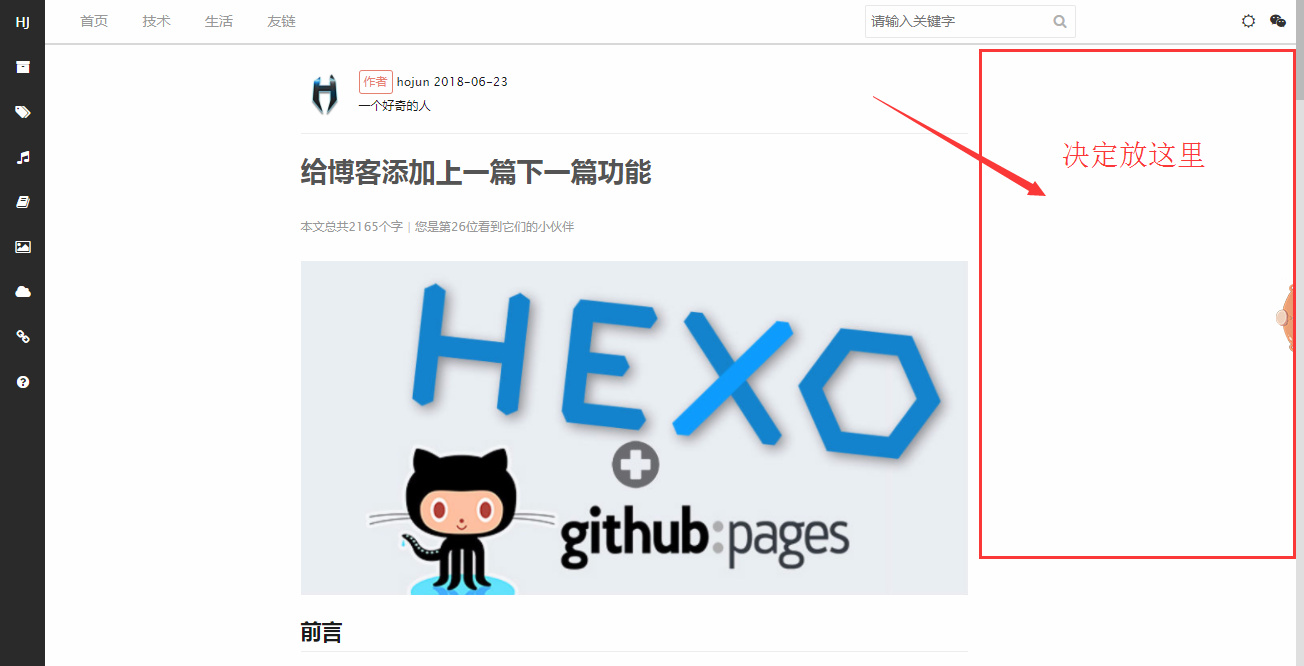 HJ 首页 技术 生活 友链 请输入关键字
作者 hojun 2018-06-23
一个好奇的人
决定放这里
给博客添加上一篇下一篇功能
本文总共2165个字 | 您是第26位看到它们的小伙伴
HEXO
github:pages
前言